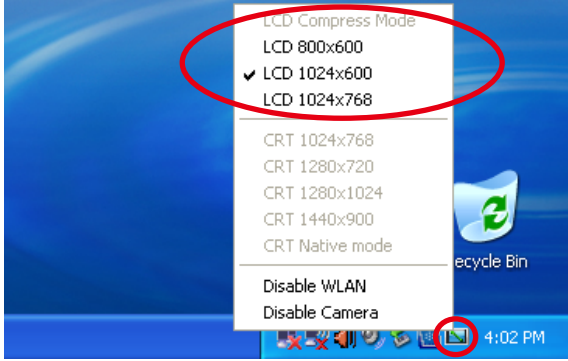 LCD Compress Mode
LCD 800x600
LCD 1024x600
LCD 1024x768
CRT 1024x768
CRT 1280x720
CRT 1280x1024
CRT 1440x900
CRT Native mode
ecycle Bin
Disable WLAN
Disable Camera
4:02 PM